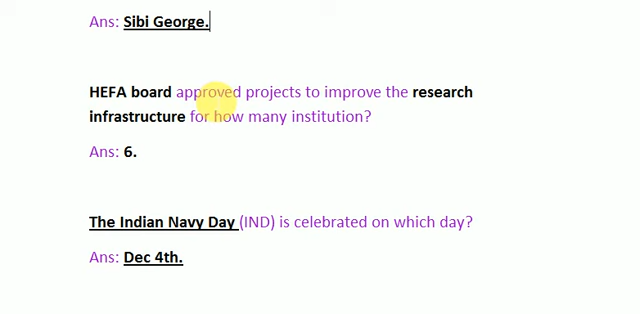 Ans: Sibi George.
HEFA board approved projects to improve the research
infrastructure for how many institution?
Ans: 6.
The Indian Navy Day (IND) is celebrated on which day?
Ans: Dec 4th.